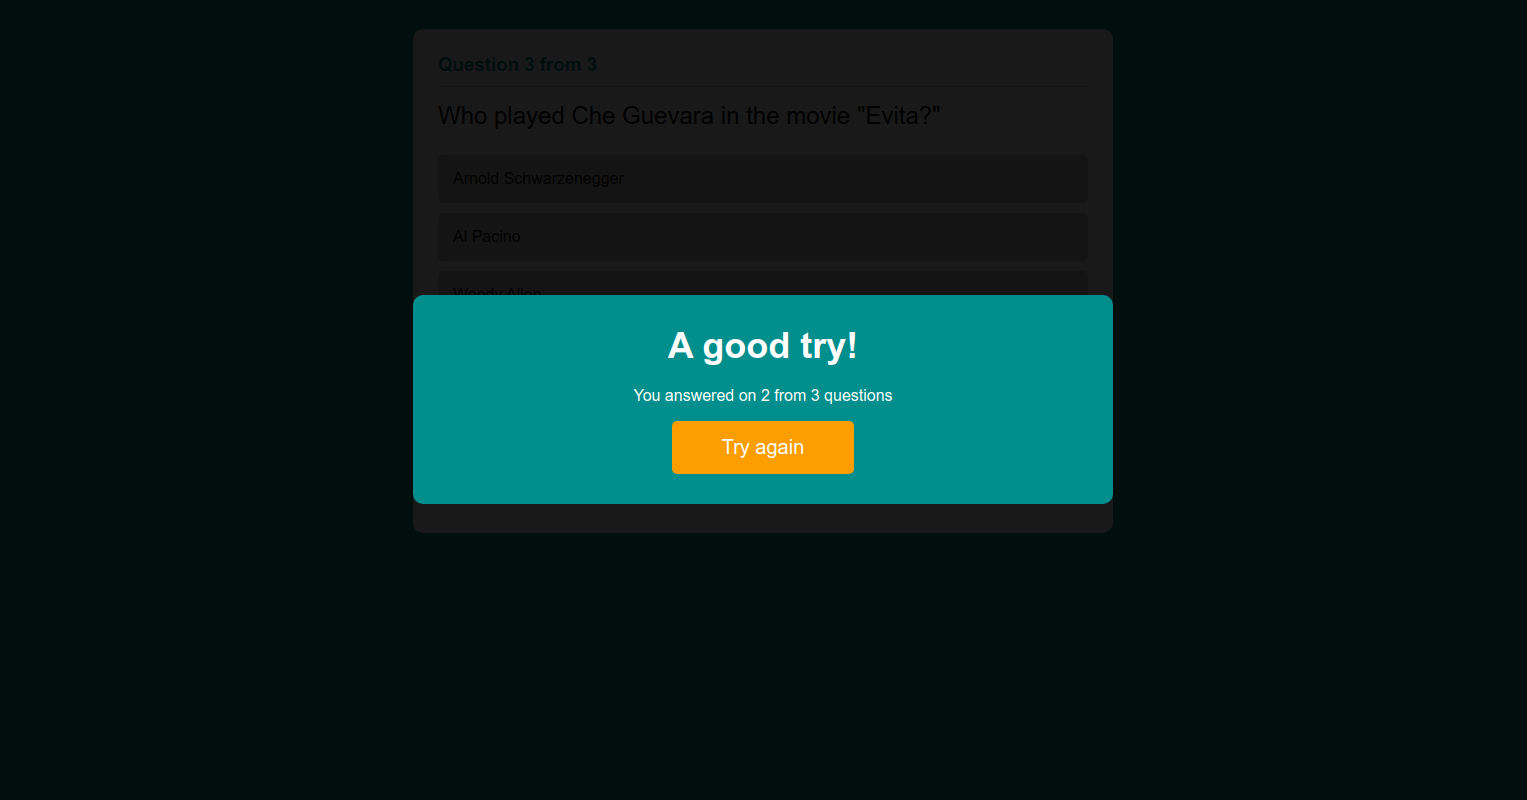 Question 3 from 3
Who played Che Guevara in the movie "Evita?"
Arnold Schwarzenegger
Al Pacino
Woody Allen
A good try!
You answered on 2 from 3 questions
Try again